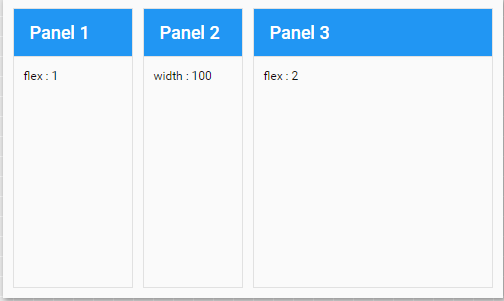 Panel 1
flex : 1
Panel 2
width : 100
Panel 3
flex : 2